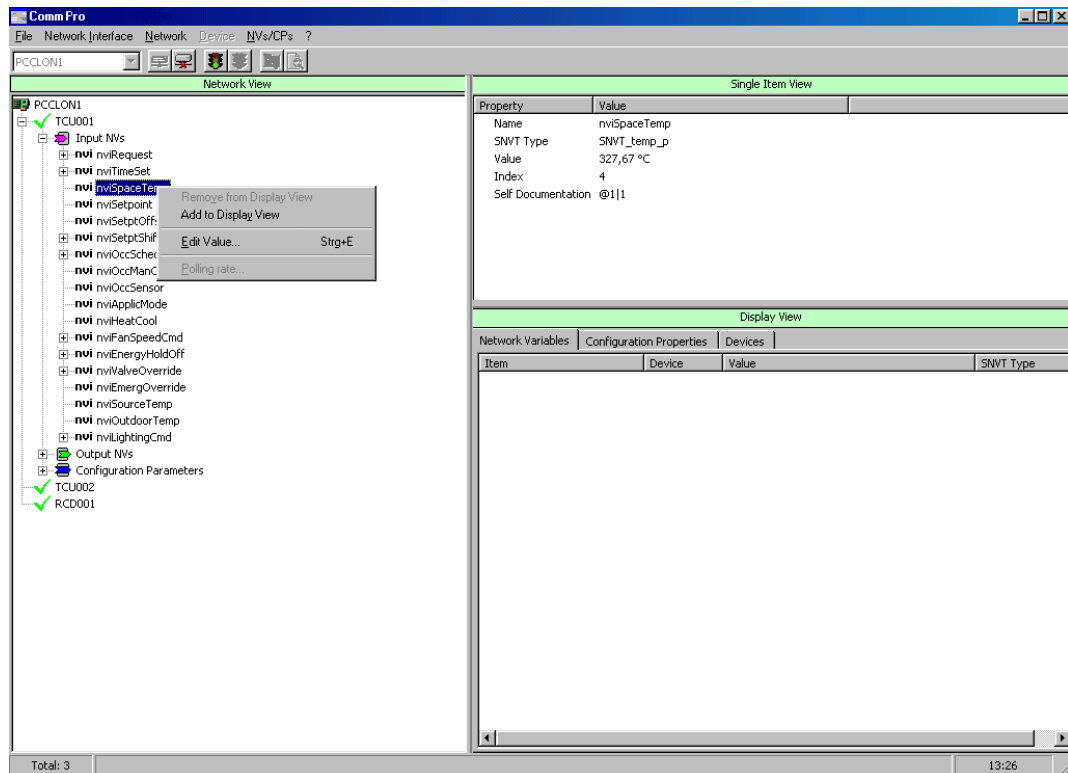 Comm Pro
File Network Interface Network Device NVs/CPs ?
PCCLON1
Network View
PCCLON1
TCU001
Input NVs
nvi nviRequest
nvi nviTimeSet
nvi nviSpaceTem
nvi nviSetpoint
nvi nviSetptOffs
nvi nviSetptShif
nvi nviOccSched
nvi nviOccManC
nvi nviOccSensor
nvi nviApplicMode
nvi nviHeatCool
nvi nviFanSpeedCmd
nvi nviEnergyHoldOff
nvi nviValveOverride
nvi nviEmergOverride
nvi nviSourceTemp
nvi nviOutdoorTemp
nvi nviLightingCmd
Output NVs
Configuration Parameters
TCU002
RCD001
Remove from Display View
Add to Display View
Edit Value... Strg+E
Polling rate...
Single Item View
Property Value
Name nviSpaceTemp
SNVT Type SNVT_temp_p
Value 327,67 °C
Index 4
Self Documentation @1|1
Display View
Network Variables Configuration Properties Devices
Item Device Value SNVT Type
Total: 3 13:26